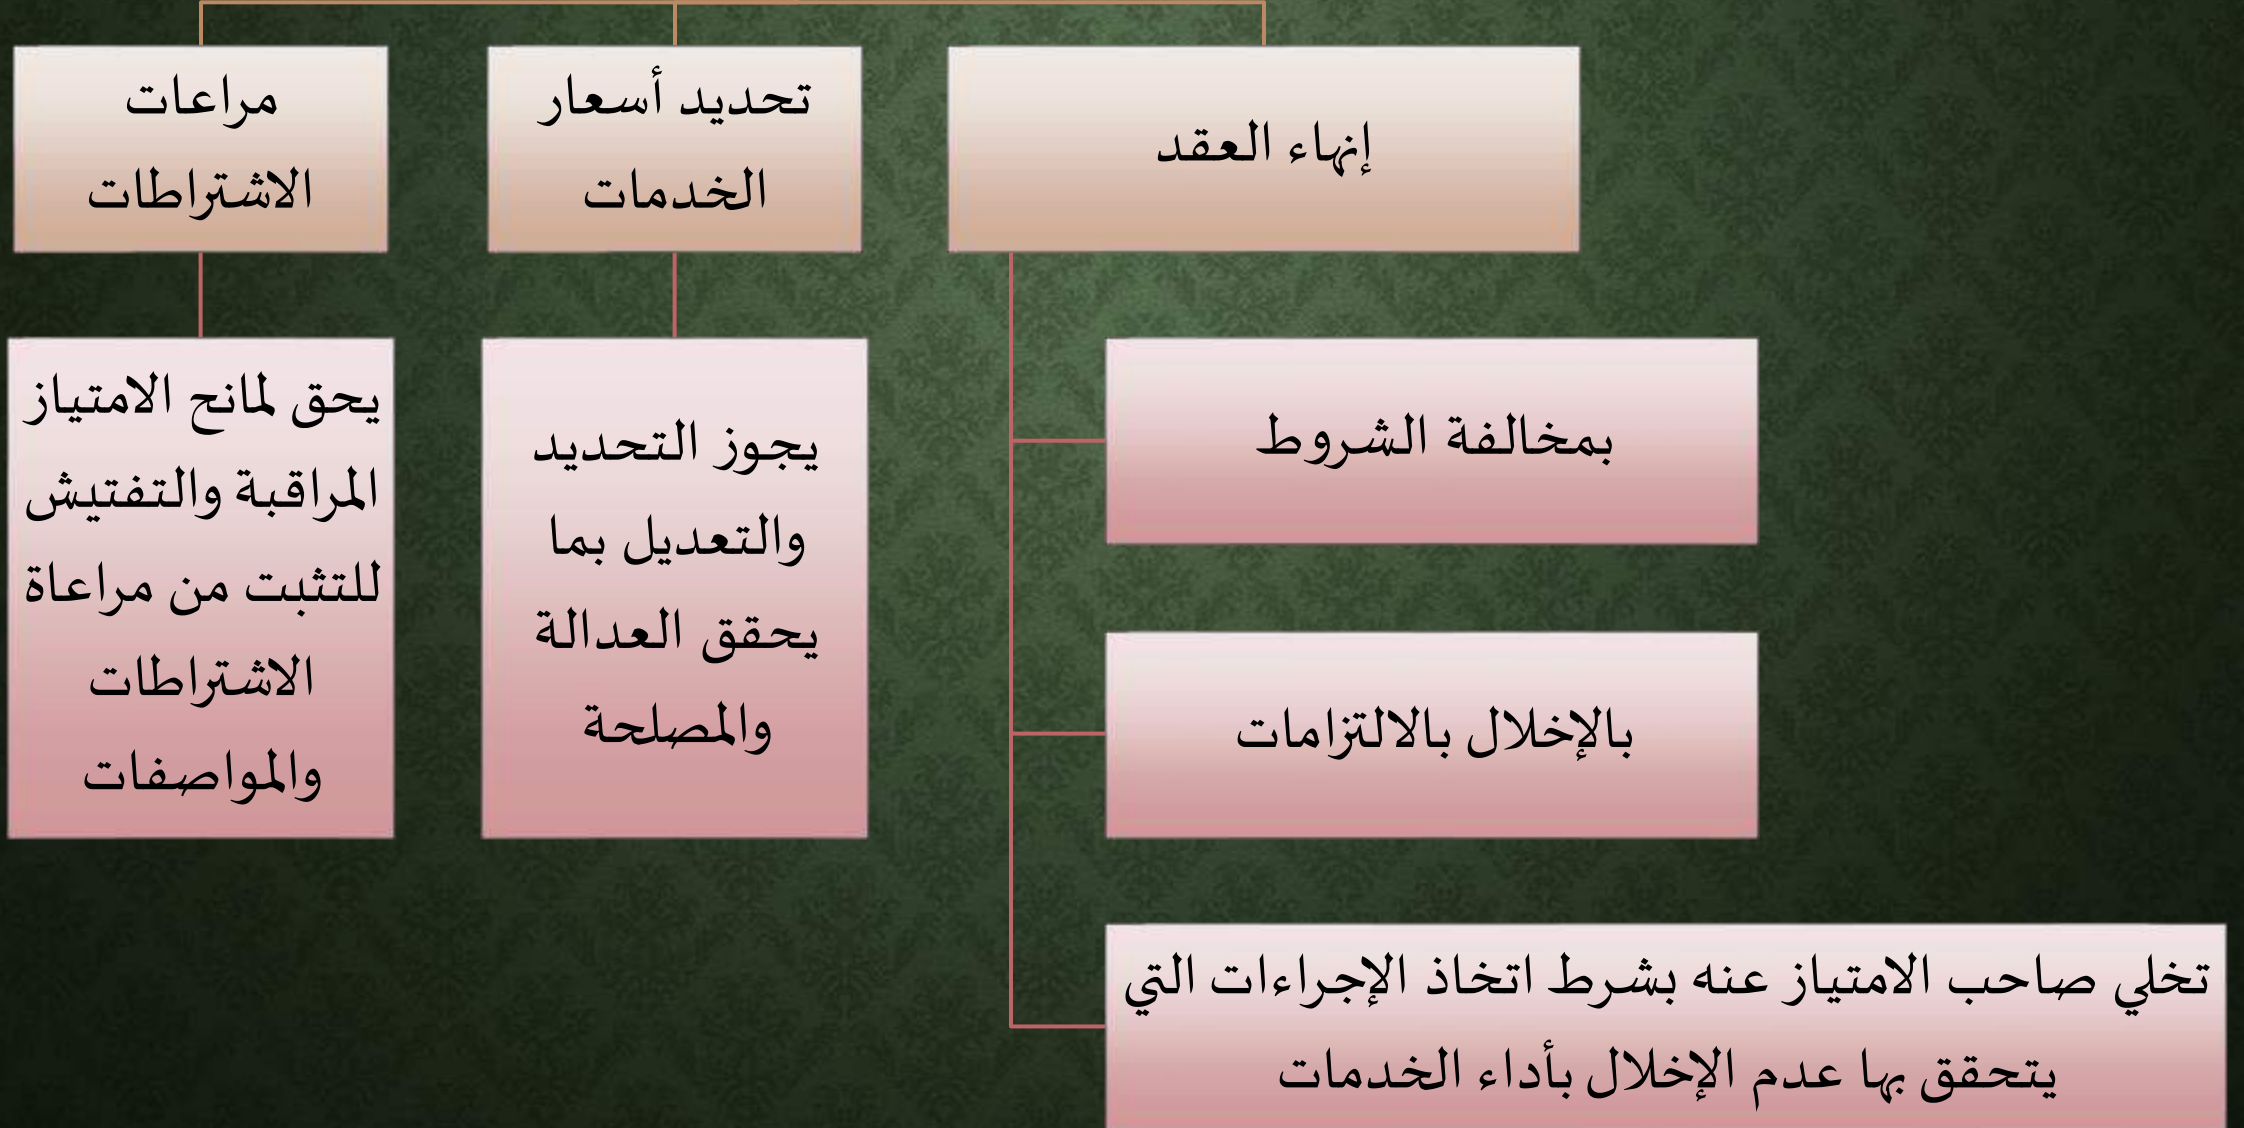 إنهاء العقد
بمخالفة الشروط
بالإخلال بالالتزامات
تخلي صاحب الامتياز عنه بشرط اتخاذ الإجراءات التي
يتحقق بها عدم الإخلال بأداء الخدمات
تحديد أسعار
الخدمات
يجوز التحديد
والتعديل بما
يحقق العدالة
والمصلحة
مراعات
الاشتراطات
يحق لمانح الامتياز
المراقبة والتفتيش
للتثبت من مراعاة
الاشتراطات
والمواصفات